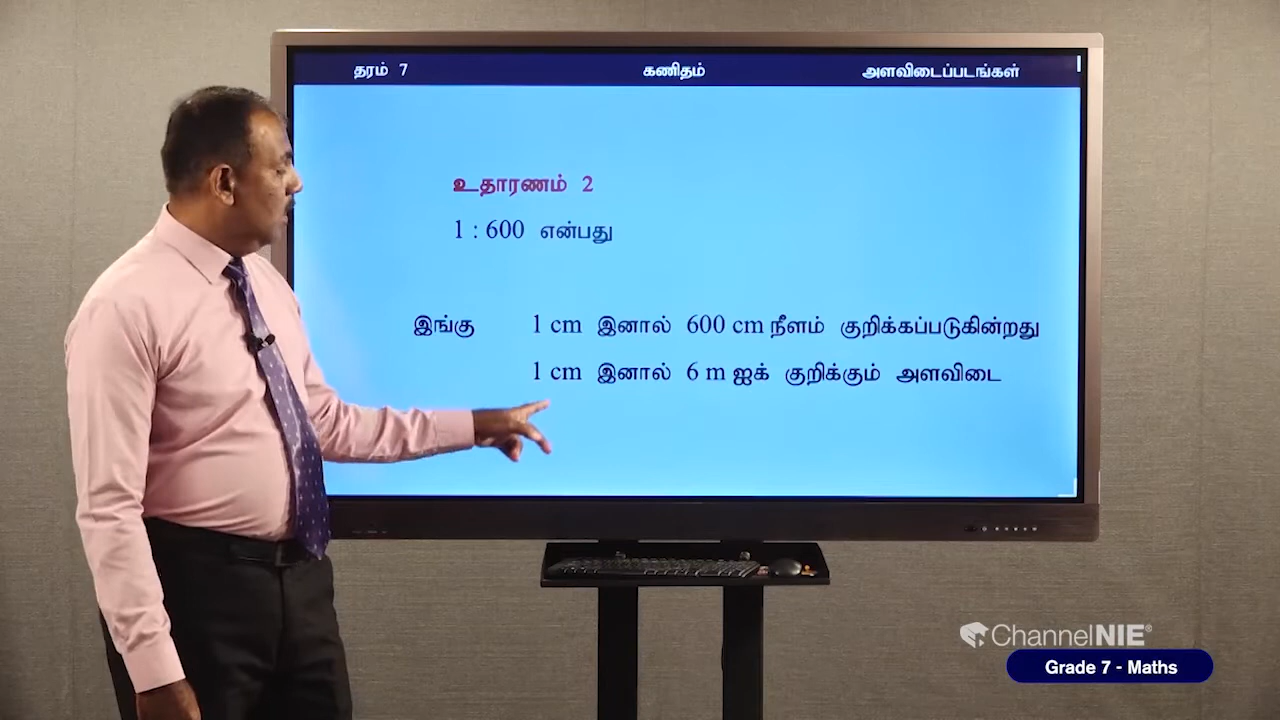 தரம் 7 கணிதம் அளவிடைப்படங்கள்
உதாரணம் 2
1 : 600 என்பது
இங்கு 1 cm இனால் 600 cm நீளம் குறிக்கப்படுகின்றது
1 cm இனால் 6 m ஐக் குறிக்கும் அளவிடை
ChannelNIE®
Grade 7 - Maths